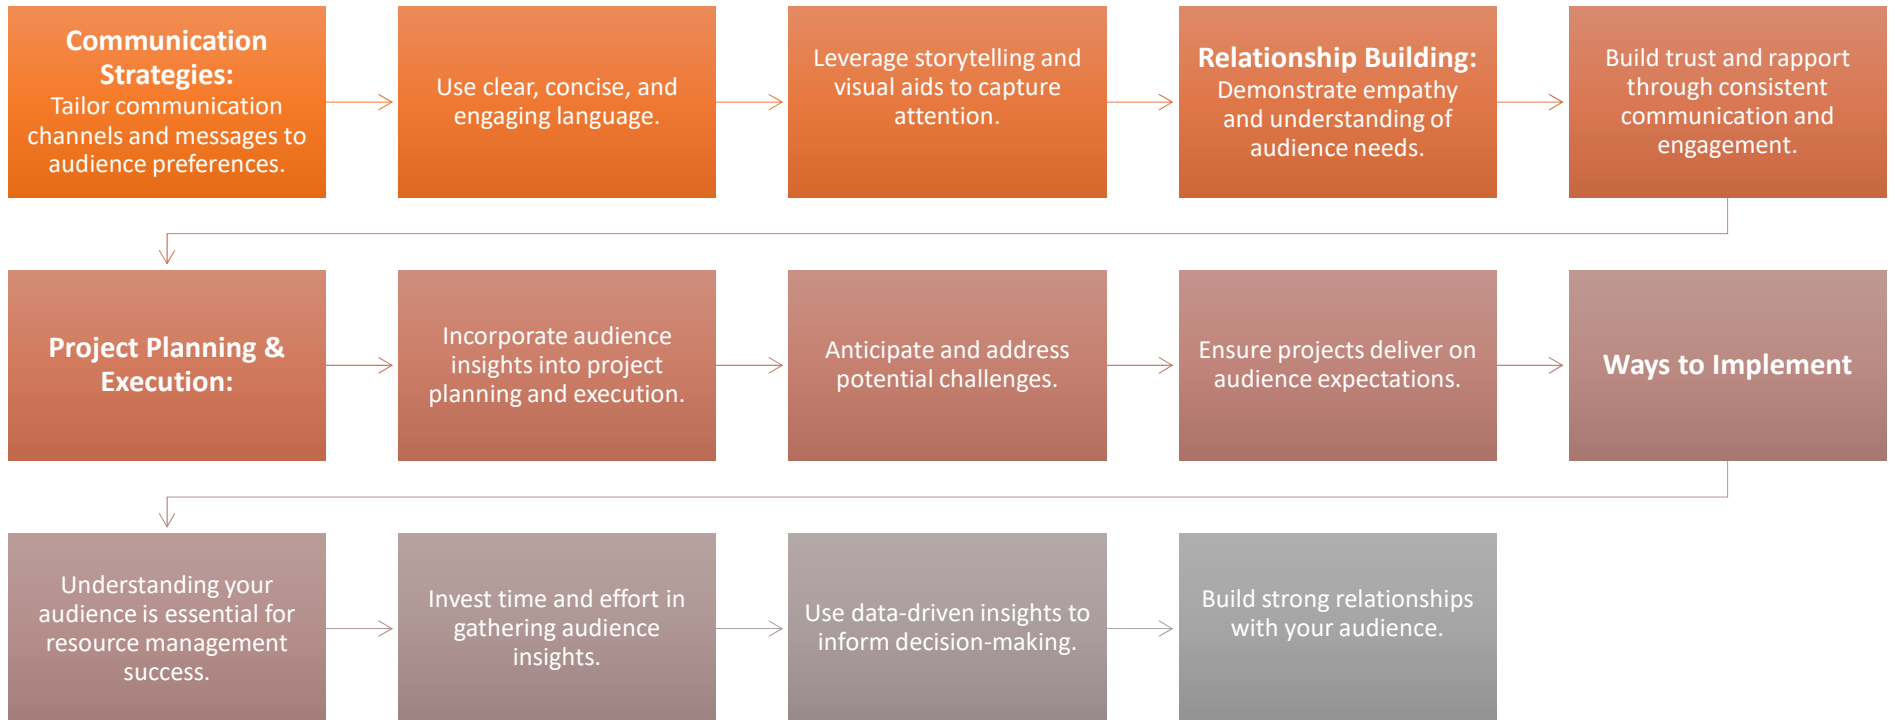 Communication
Strategies:
Tailor communication
channels and messages to
audience preferences.
Use clear, concise, and
engaging language.
Leverage storytelling and
visual aids to capture
attention.
Relationship Building:
Demonstrate empathy
and understanding of
audience needs.
Build trust and rapport
through consistent
communication and
engagement.
Project Planning &
Execution:
Incorporate audience
insights into project
planning and execution.
Anticipate and address
potential challenges.
Ensure projects deliver on
audience expectations.
Ways to Implement
Understanding your
audience is essential for
resource management
success.
Invest time and effort in
gathering audience
insights.
Use data-driven insights to
inform decision-making.
Build strong relationships
with your audience.